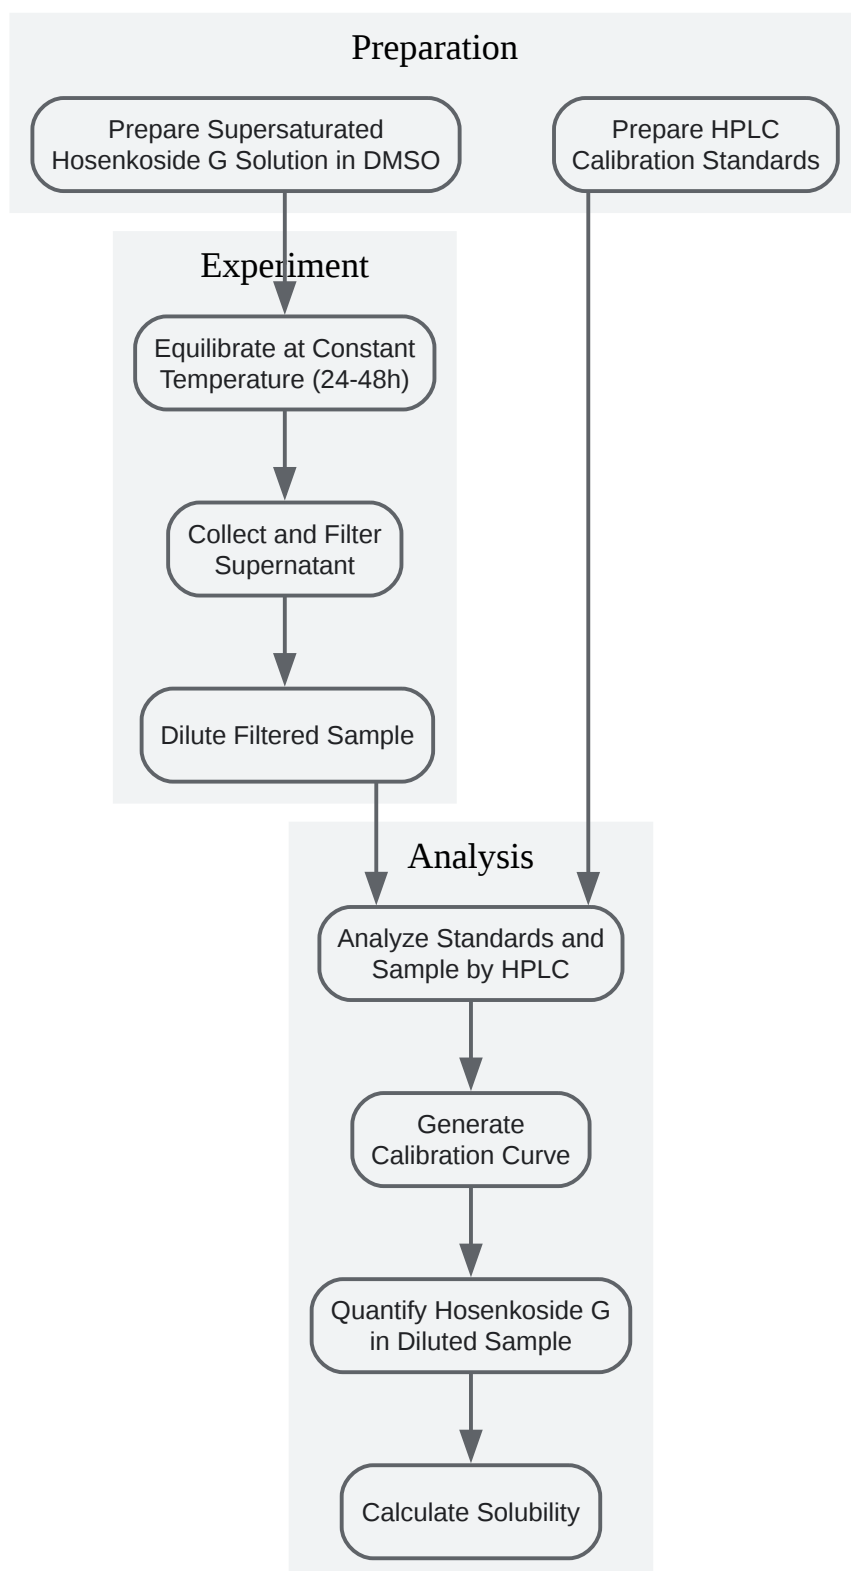 Preparation
Prepare Supersaturated
Hosenkoside G Solution in DMSO
Prepare HPLC
Calibration Standards
Experiment
Equilibrate at Constant
Temperature (24-48h)
Collect and Filter
Supernatant
Dilute Filtered Sample
Analysis
Analyze Standards and
Sample by HPLC
Generate
Calibration Curve
Quantify Hosenkoside G
in Diluted Sample
Calculate Solubility